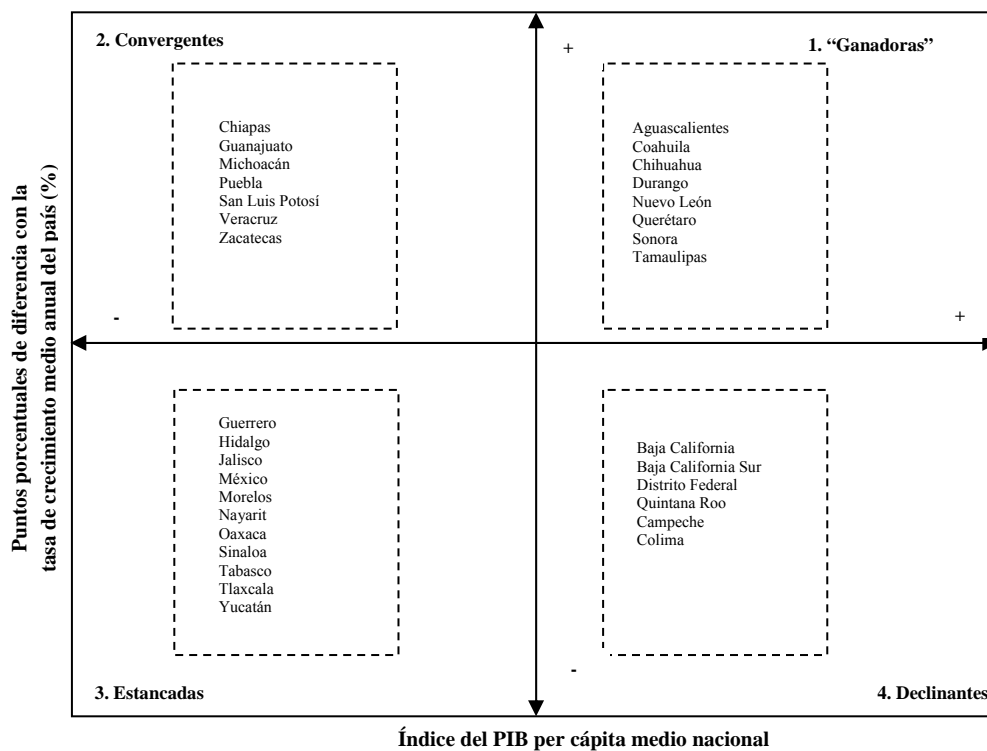 2. Convergentes
+
1. “Ganadoras”
Chiapas
Guanajuato
Michoacán
Puebla
San Luis Potosí
Veracruz
Zacatecas
Aguascalientes
Coahuila
Chihuahua
Durango
Nuevo León
Querétaro
Sonora
Tamaulipas
-
+
Puntos porcentuales de diferencia con la
tasa de crecimiento medio anual del país (%)
Guerrero
Hidalgo
Jalisco
México
Morelos
Nayarit
Oaxaca
Sinaloa
Tabasco
Tlaxcala
Yucatán
Baja California
Baja California Sur
Distrito Federal
Quintana Roo
Campeche
Colima
-
3. Estancadas
4. Declinantes
Índice del PIB per cápita medio nacional